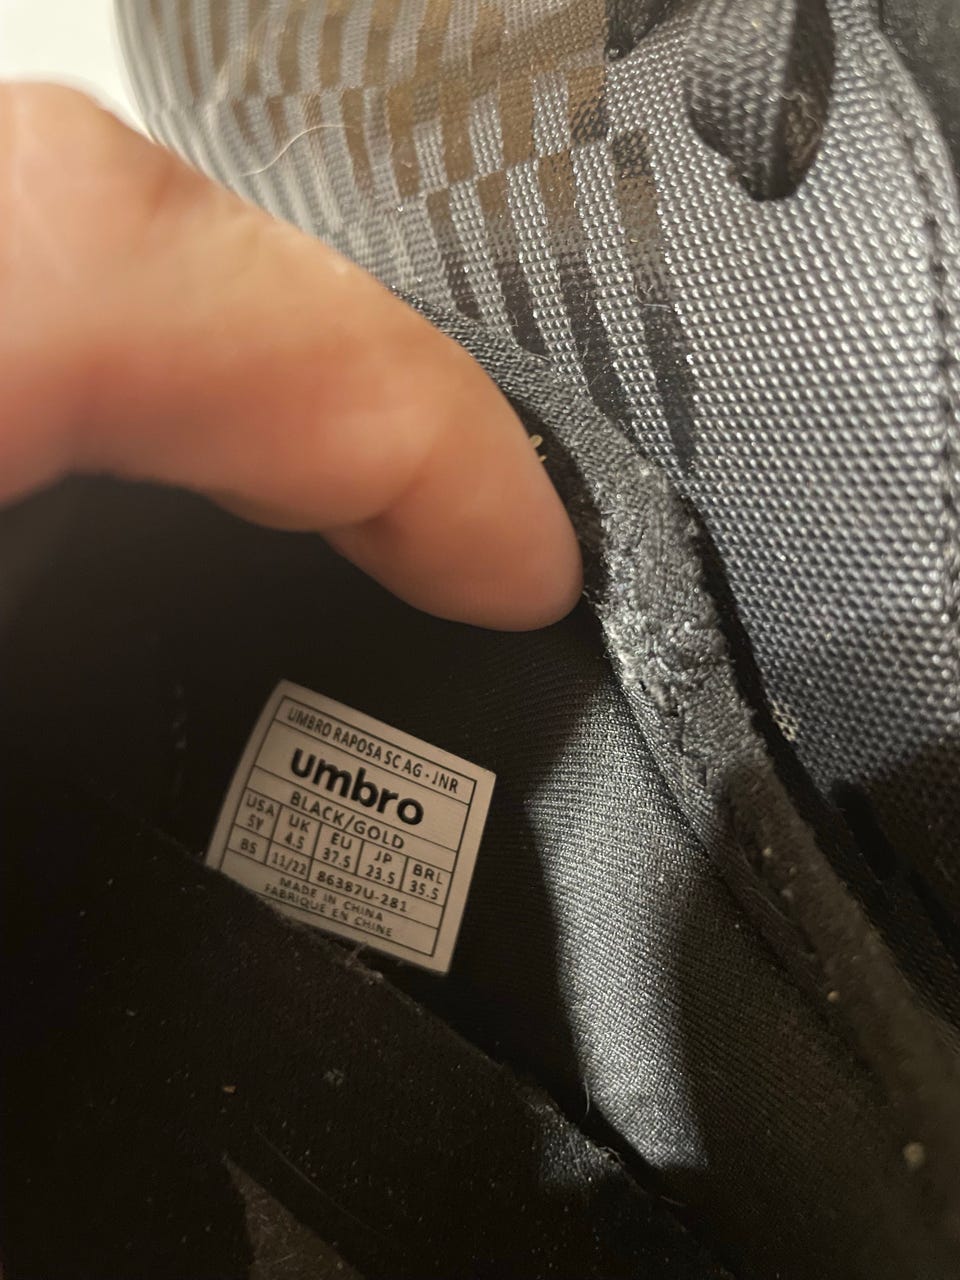 UMBRO RAPOSA SC AG - JNR
umbro
BLACK/GOLD
USA UK EU JP BRL
5Y 4.5 37.5 23.5 35.5
BS 11/22 86387U-281
MADE IN CHINA
FABRIQUE EN CHINE